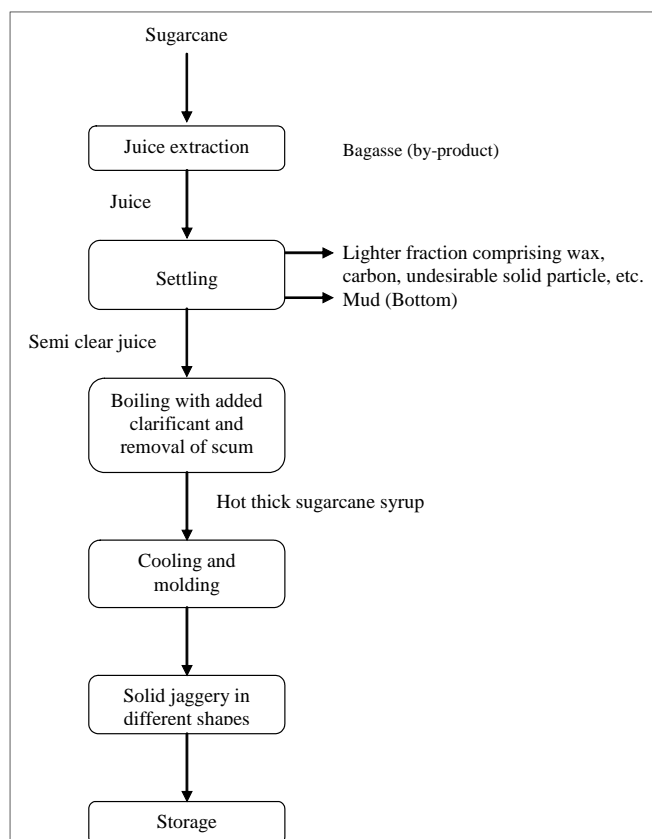 Sugarcane
Juice extraction
Bagasse (by-product)
Juice
Settling
Lighter fraction comprising wax,
carbon, undesirable solid particle, etc.
Mud (Bottom)
Semi clear juice
Boiling with added
clarificant and
removal of scum
Hot thick sugarcane syrup
Cooling and
molding
Solid jaggery in
different shapes
Storage